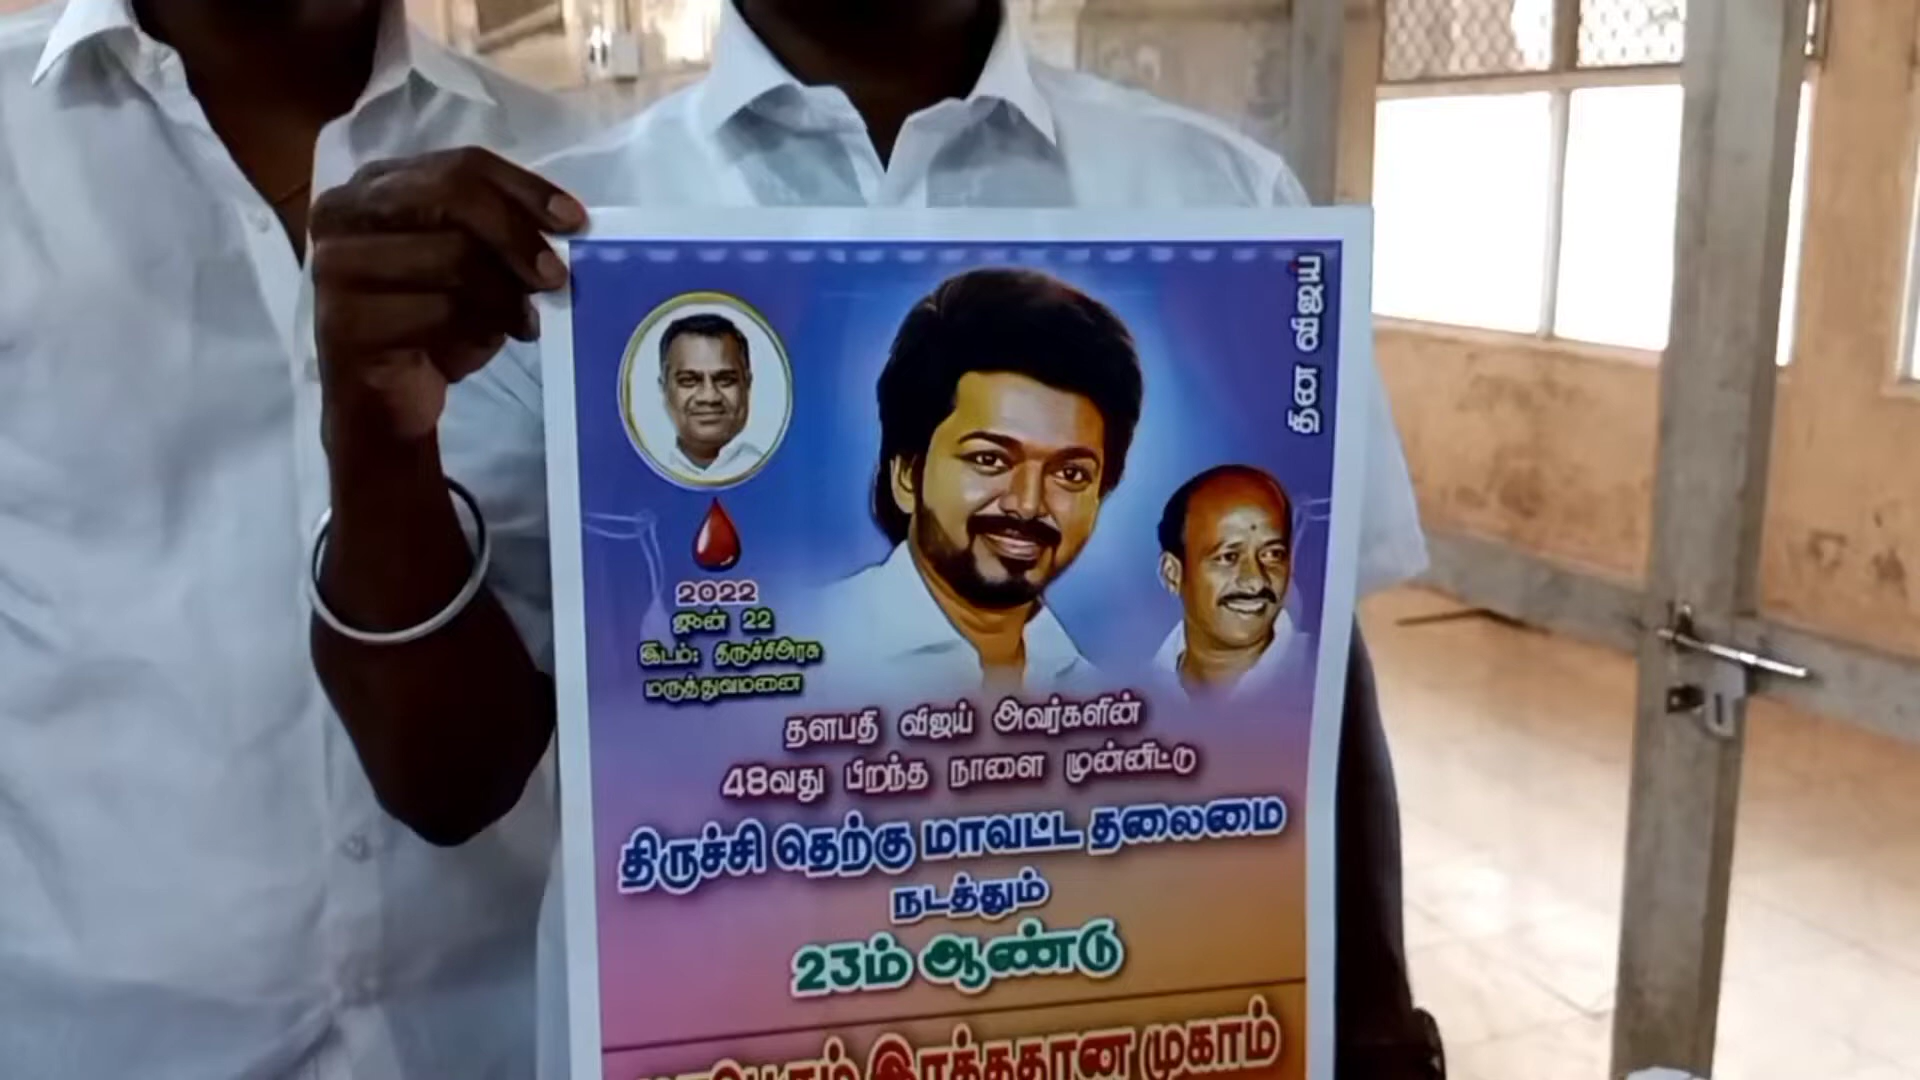 தின விஜய்
2022
ஜுன் 22
இடம்: திருச்சிஅரசு
மருத்துவமனை
தளபதி விஜய் அவர்களின்
48வது பிறந்த நாளை முன்னிட்டு
திருச்சி தெற்கு மாவட்ட தலைமை
நடத்தும்
23ம் ஆண்டு
இரத்ததான முகாம்